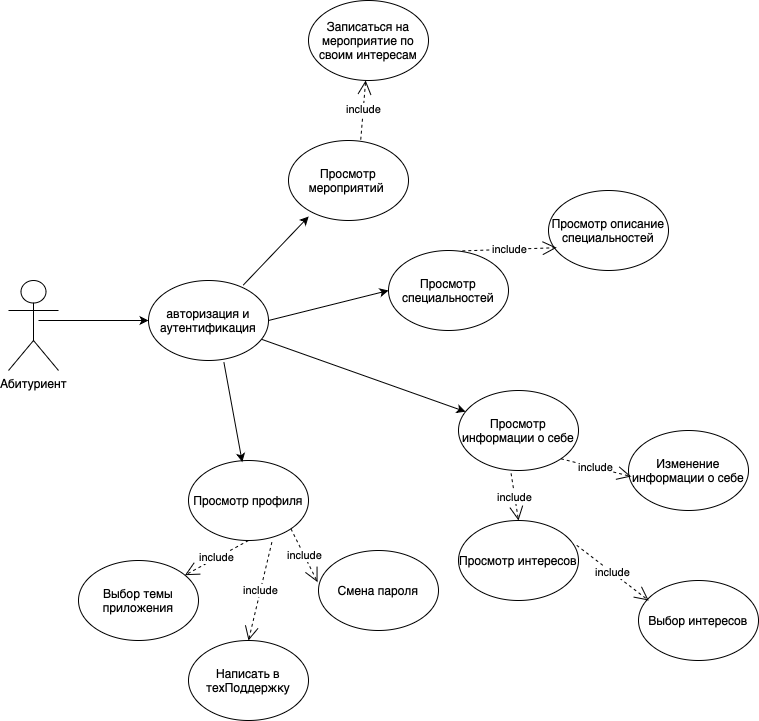 Записаться на
мероприятие по
своим интересам
include
Просмотр
мероприятий
Просмотр описание
специальностей
include
Просмотр
специальностей
авторизация и
аутентификация
Абитуриент
Просмотр
информации о себе
include
Изменение
информации о себе
include
Просмотр профиля
include
include
include
Просмотр интересов
include
Выбор темы
приложения
Смена пароля
Выбор интересов
Написать в
техПоддержку